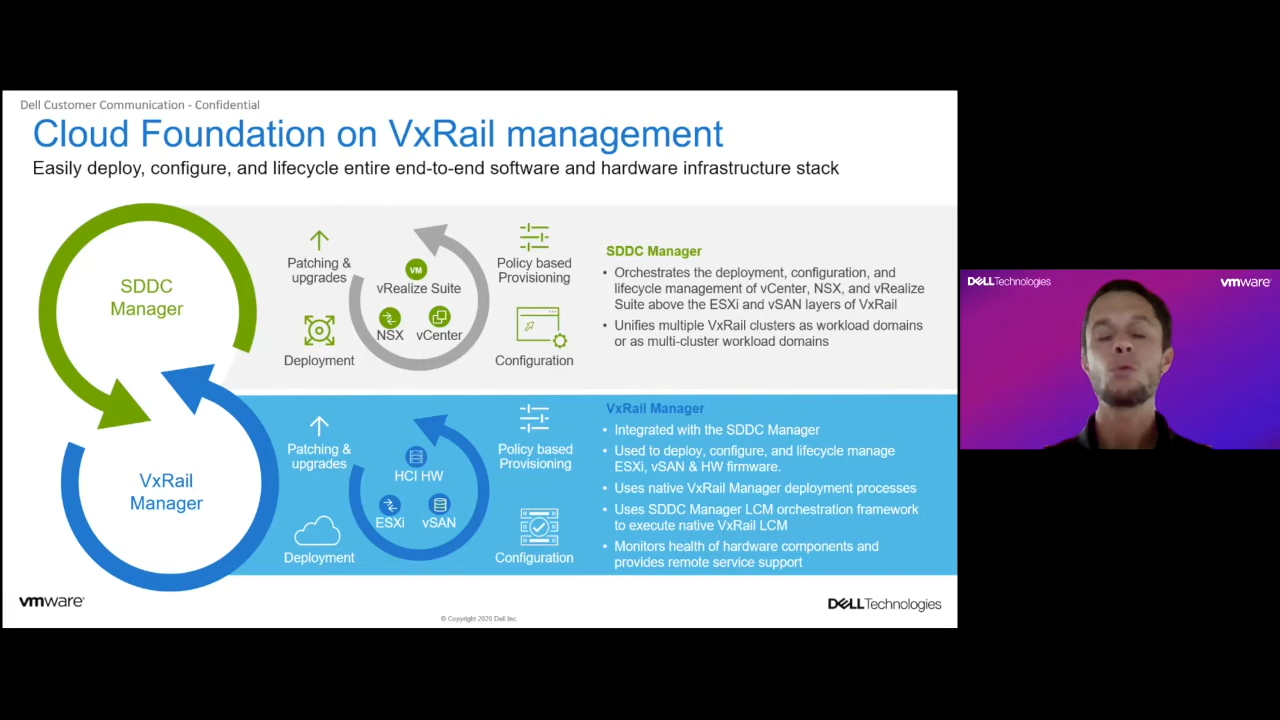 Dell Customer Communication - Confidential
Cloud Foundation on VxRail management
Easily deploy, configure, and lifecycle entire end-to-end software and hardware infrastructure stack
SDDC
Manager
Patching &
upgrades
Deployment
VM
vRealize Suite
NSX
vCenter
Policy based
Provisioning
Configuration
SDDC Manager
• Orchestrates the deployment, configuration, and
lifecycle management of vCenter, NSX, and vRealize
Suite above the ESXi and vSAN layers of VxRail
• Unifies multiple VxRail clusters as workload domains
or as multi-cluster workload domains
VxRail
Manager
Patching &
upgrades
Deployment
HCI HW
ESXi
vSAN
Policy based
Provisioning
Configuration
VxRail Manager
• Integrated with the SDDC Manager
• Used to deploy, configure, and lifecycle manage
ESXi, vSAN & HW firmware.
• Uses native VxRail Manager deployment processes
• Uses SDDC Manager LCM orchestration framework
to execute native VxRail LCM
• Monitors health of hardware components and
provides remote service support
vmware
© Copyright 2020 Dell Inc.
DELL Technologies
DELL Technologies
vmware